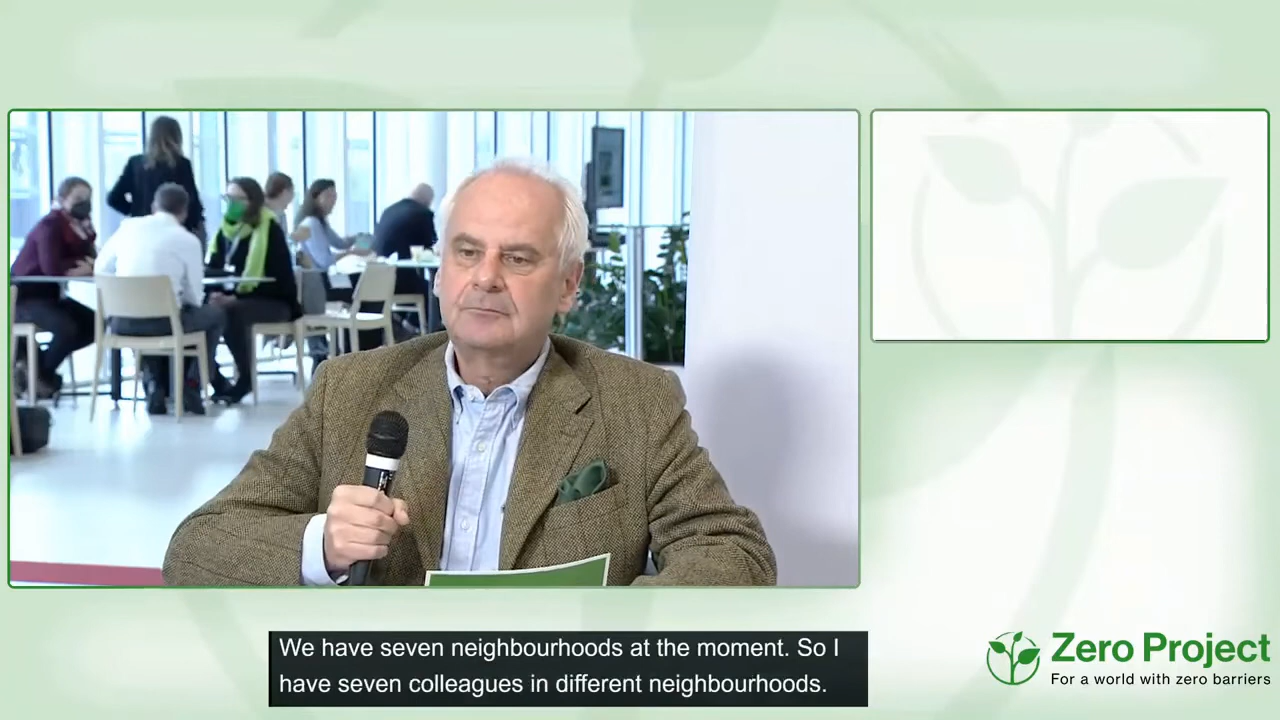 We have seven neighbourhoods at the moment. So I
have seven colleagues in different neighbourhoods.
Zero Project
For a world with zero barriers